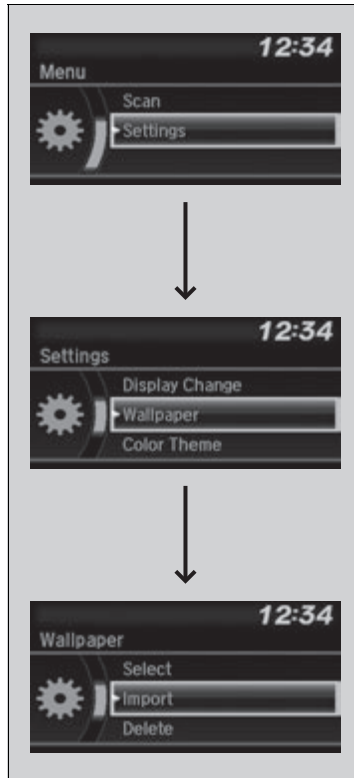 12:34
Menu
Scan
Settings
12:34
Settings
Display Change
Wallpaper
Color Theme
12:34
Wallpaper
Select
Import
Delete